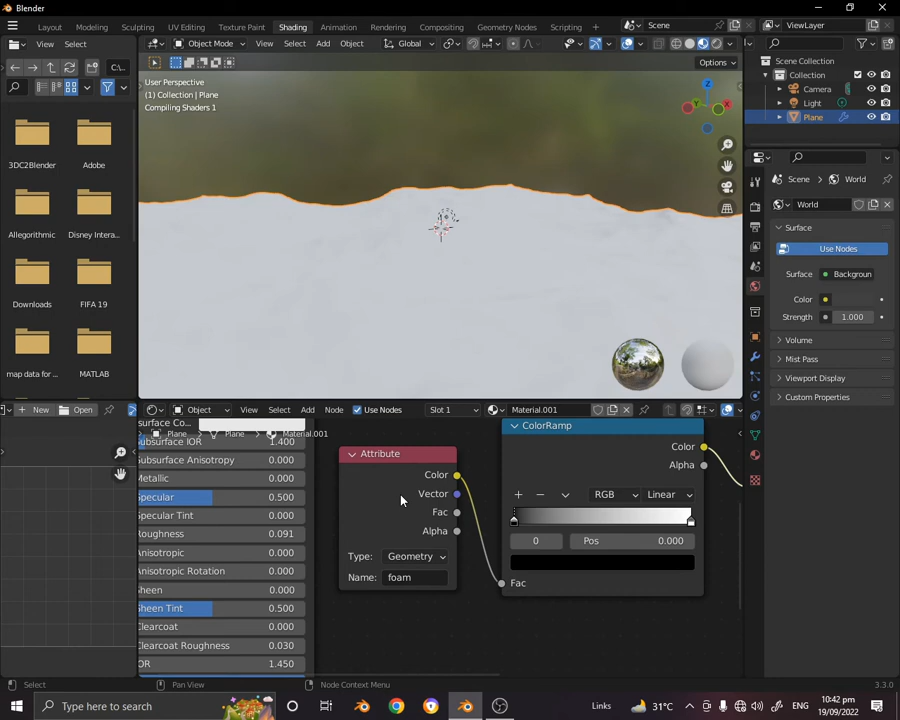 Blender
Layout Modeling Sculpting UV Editing Texture Paint Shading Animation Rendering Compositing Geometry Nodes Scripting Scene ViewLayer
View Select Object Mode View Select Add Object Global
C:\...
Options
User Perspective
(1) Collection | Plane
Compiling Shaders 1
Z
X
Y
3DC2Blender Adobe
Allegorithmic Disney Intera...
Downloads FIFA 19
map data for ... MATLAB
Scene Collection
Collection
Camera
Light
Plane
Scene World
World
Surface
Use Nodes
Surface Backgroun
Color
Strength 1.000
Volume
Mist Pass
Viewport Display
Custom Properties
New Open Object View Select Add Node Use Nodes Slot 1 Material.001
Plane Plane Material.001
surface Co...
Subsurface IOR 1.400
Subsurface Anisotropy 0.000
Metallic 0.000
Specular 0.500
Specular Tint 0.000
Roughness 0.091
Anisotropic 0.000
Anisotropic Rotation 0.000
Sheen 0.000
Sheen Tint 0.500
Clearcoat 0.000
Clearcoat Roughness 0.030
OR 1.450
Attribute
Color
Vector
Fac
Alpha
Type: Geometry
Name: foam
ColorRamp
Color
Alpha
RGB Linear
0 Pos 0.000
Fac
Select Pan View Node Context Menu 3.3.0
Type here to search Links 31°C ENG 10:42 pm
19/09/2022